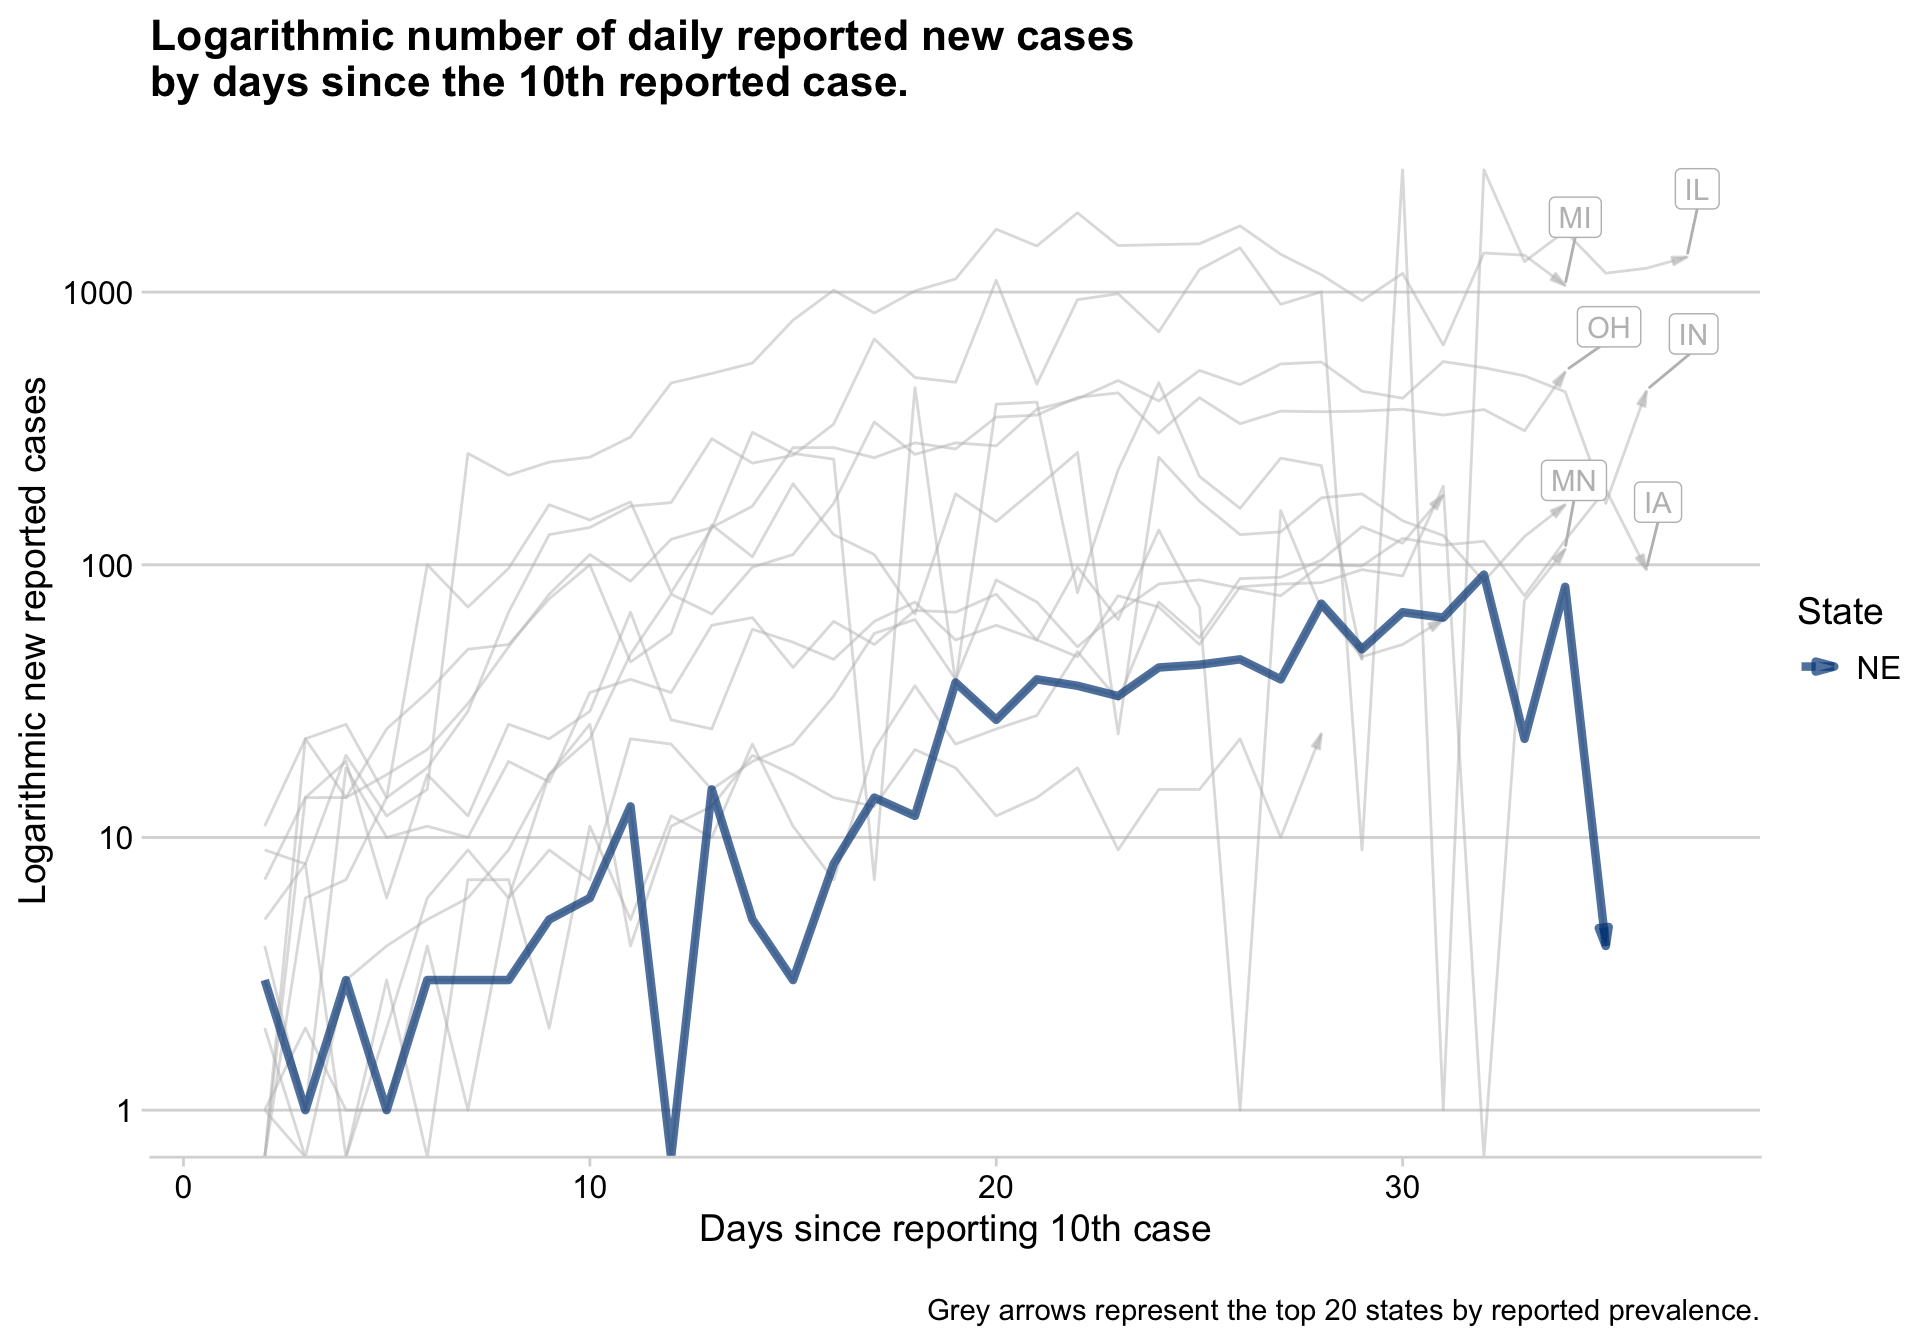 Logarithmic number of daily reported new cases
by days since the 10th reported case.
Logarithmic new reported cases
1000
100
10
1
IL
MI
OH
IN
MN
IA
State
NE
0
10
20
30
Days since reporting 10th case
Grey arrows represent the top 20 states by reported prevalence.